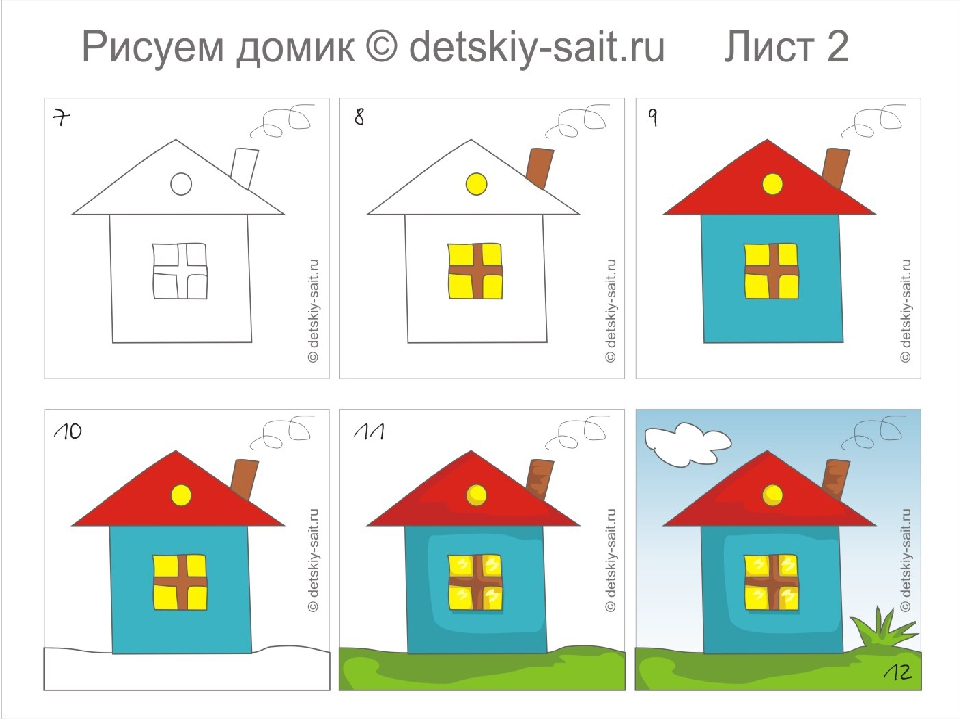 Рисуем домик © detskiy-sait.ru Лист 2
7
© detskiy-sait.ru
8
© detskiy-sait.ru
9
© detskiy-sait.ru
10
© detskiy-sait.ru
11
© detskiy-sait.ru
© detskiy-sait.ru
12